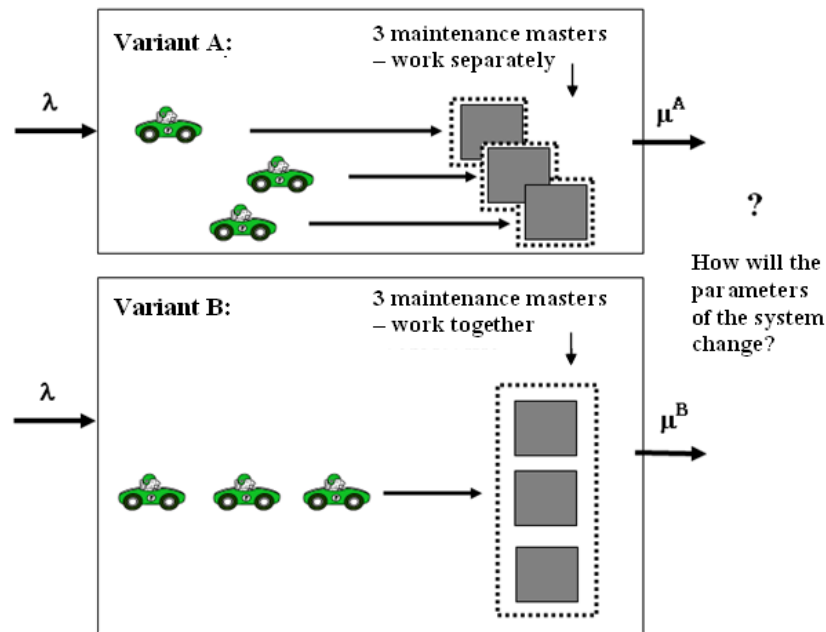 Variant A:
3 maintenance masters
– work separately
λ
μA
?
How will the
parameters
of the system
change?
Variant B:
3 maintenance masters
– work together
λ
μB